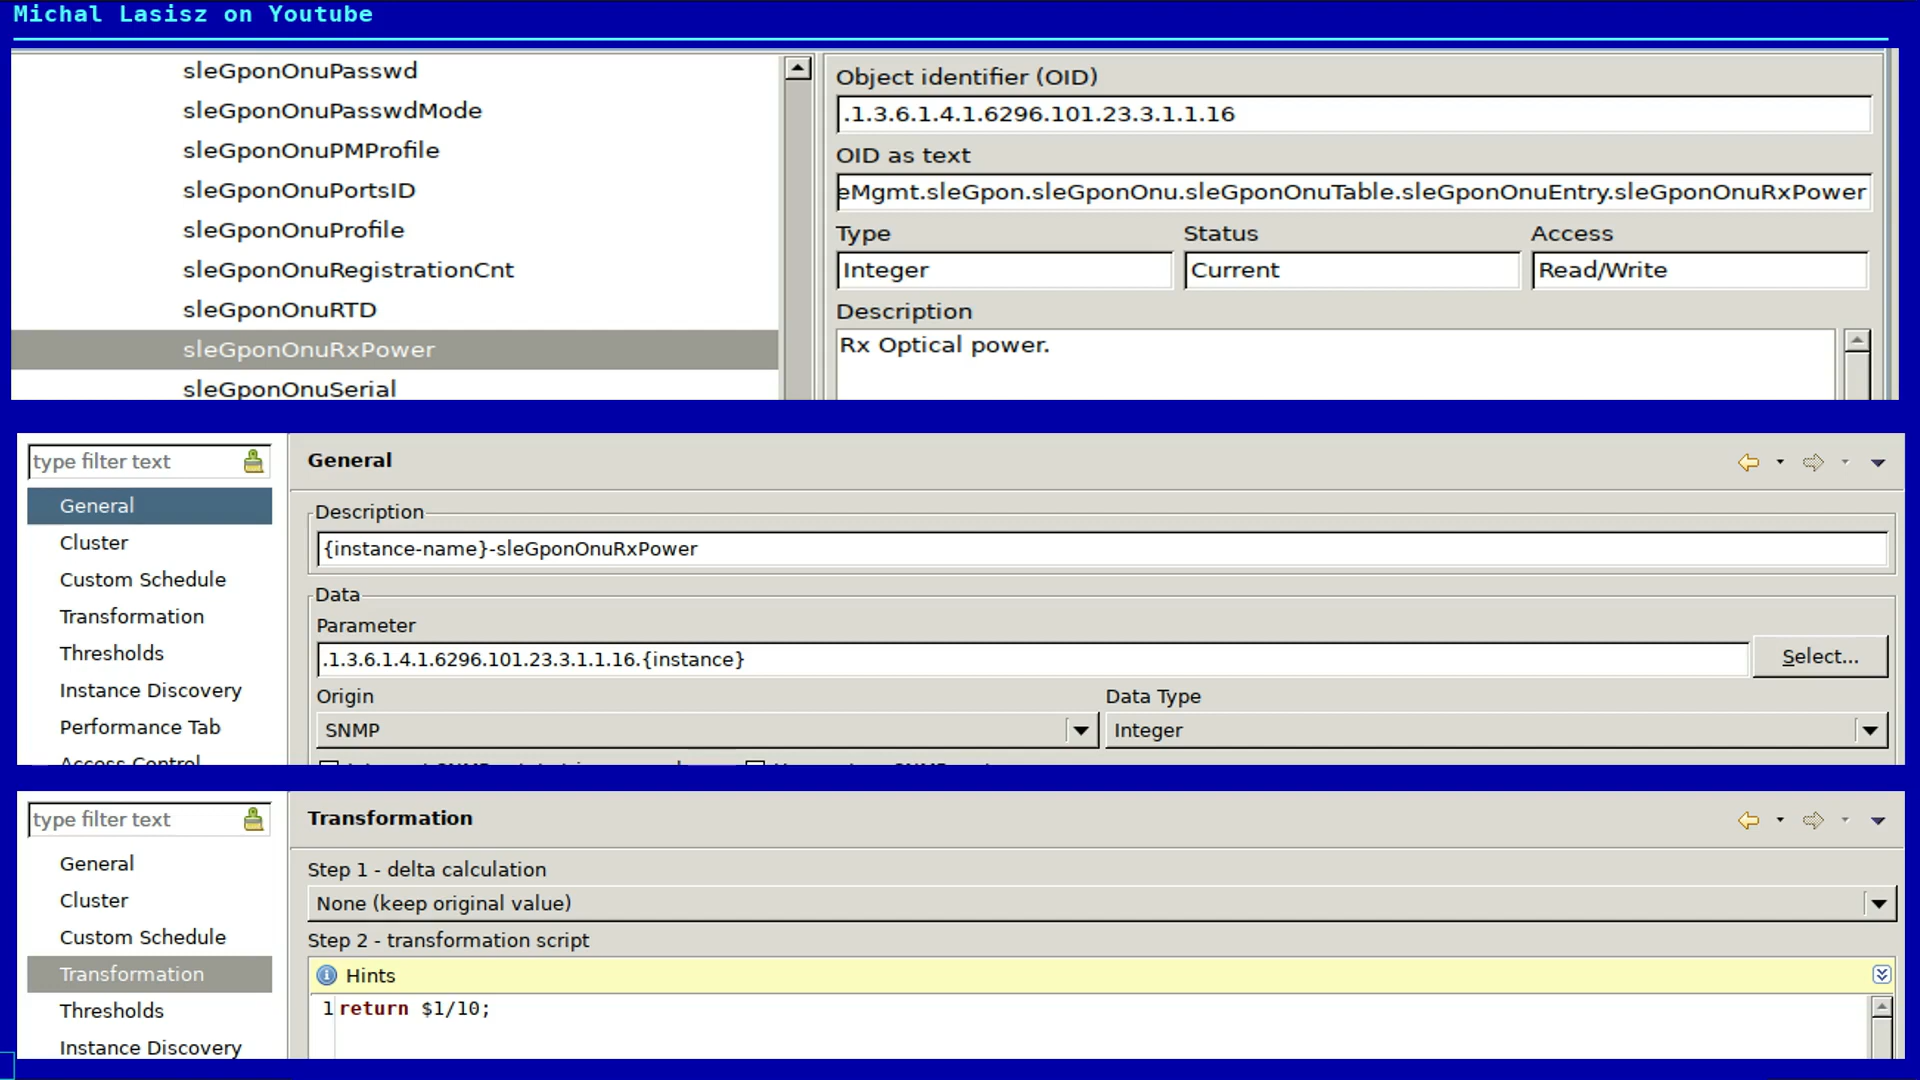 Michal Lasisz on Youtube
sleGponOnuPasswd
sleGponOnuPasswdMode
sleGponOnuPMProfile
sleGponOnuPortsID
sleGponOnuProfile
sleGponOnuRegistrationCnt
sleGponOnuRTD
sleGponOnuRxPower
sleGponOnuSerial
Object identifier (OID)
.1.3.6.1.4.1.6296.101.23.3.1.1.16
OID as text
eMgmt.sleGpon.sleGponOnu.sleGponOnuTable.sleGponOnuEntry.sleGponOnuRxPower
Type Status Access
Integer Current Read/Write
Description
Rx Optical power.
type filter text
General
Cluster
Custom Schedule
Transformation
Thresholds
Instance Discovery
Performance Tab
Access Control
General
Description
{instance-name}-sleGponOnuRxPower
Data
Parameter
.1.3.6.1.4.1.6296.101.23.3.1.1.16.{instance}
Select...
Origin Data Type
SNMP Integer
type filter text
General
Cluster
Custom Schedule
Transformation
Thresholds
Instance Discovery
Transformation
Step 1 - delta calculation
None (keep original value)
Step 2 - transformation script
Hints
1 return $1/10;